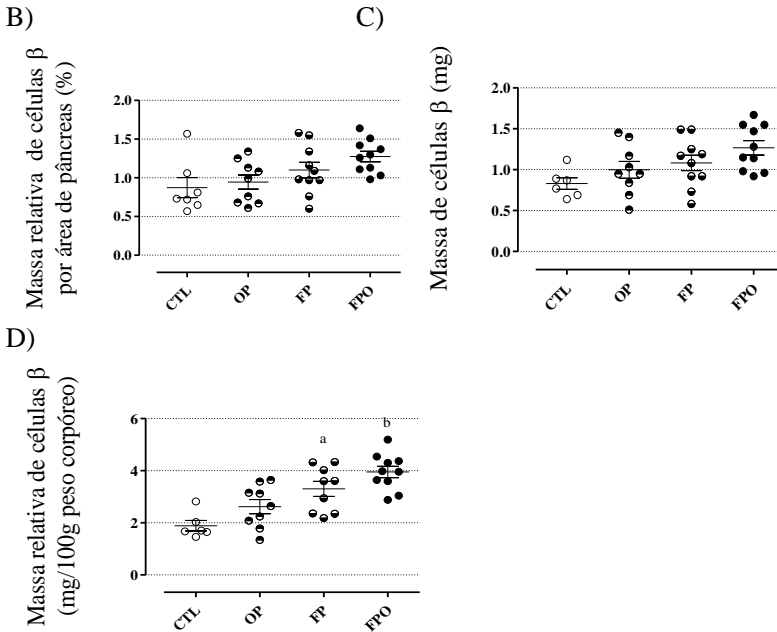 B)
Massa relativa de células β
por área de pâncreas (%)
2.0
1.5
1.0
0.5
0.0
CTL
OP
FP
FPO
C)
Massa de células β (mg)
2.0
1.5
1.0
0.5
0.0
CTL
OP
FP
FPO
D)
Massa relativa de células β
(mg/100g peso corpóreo)
6
4
2
0
a
b
CTL
OP
FP
FPO